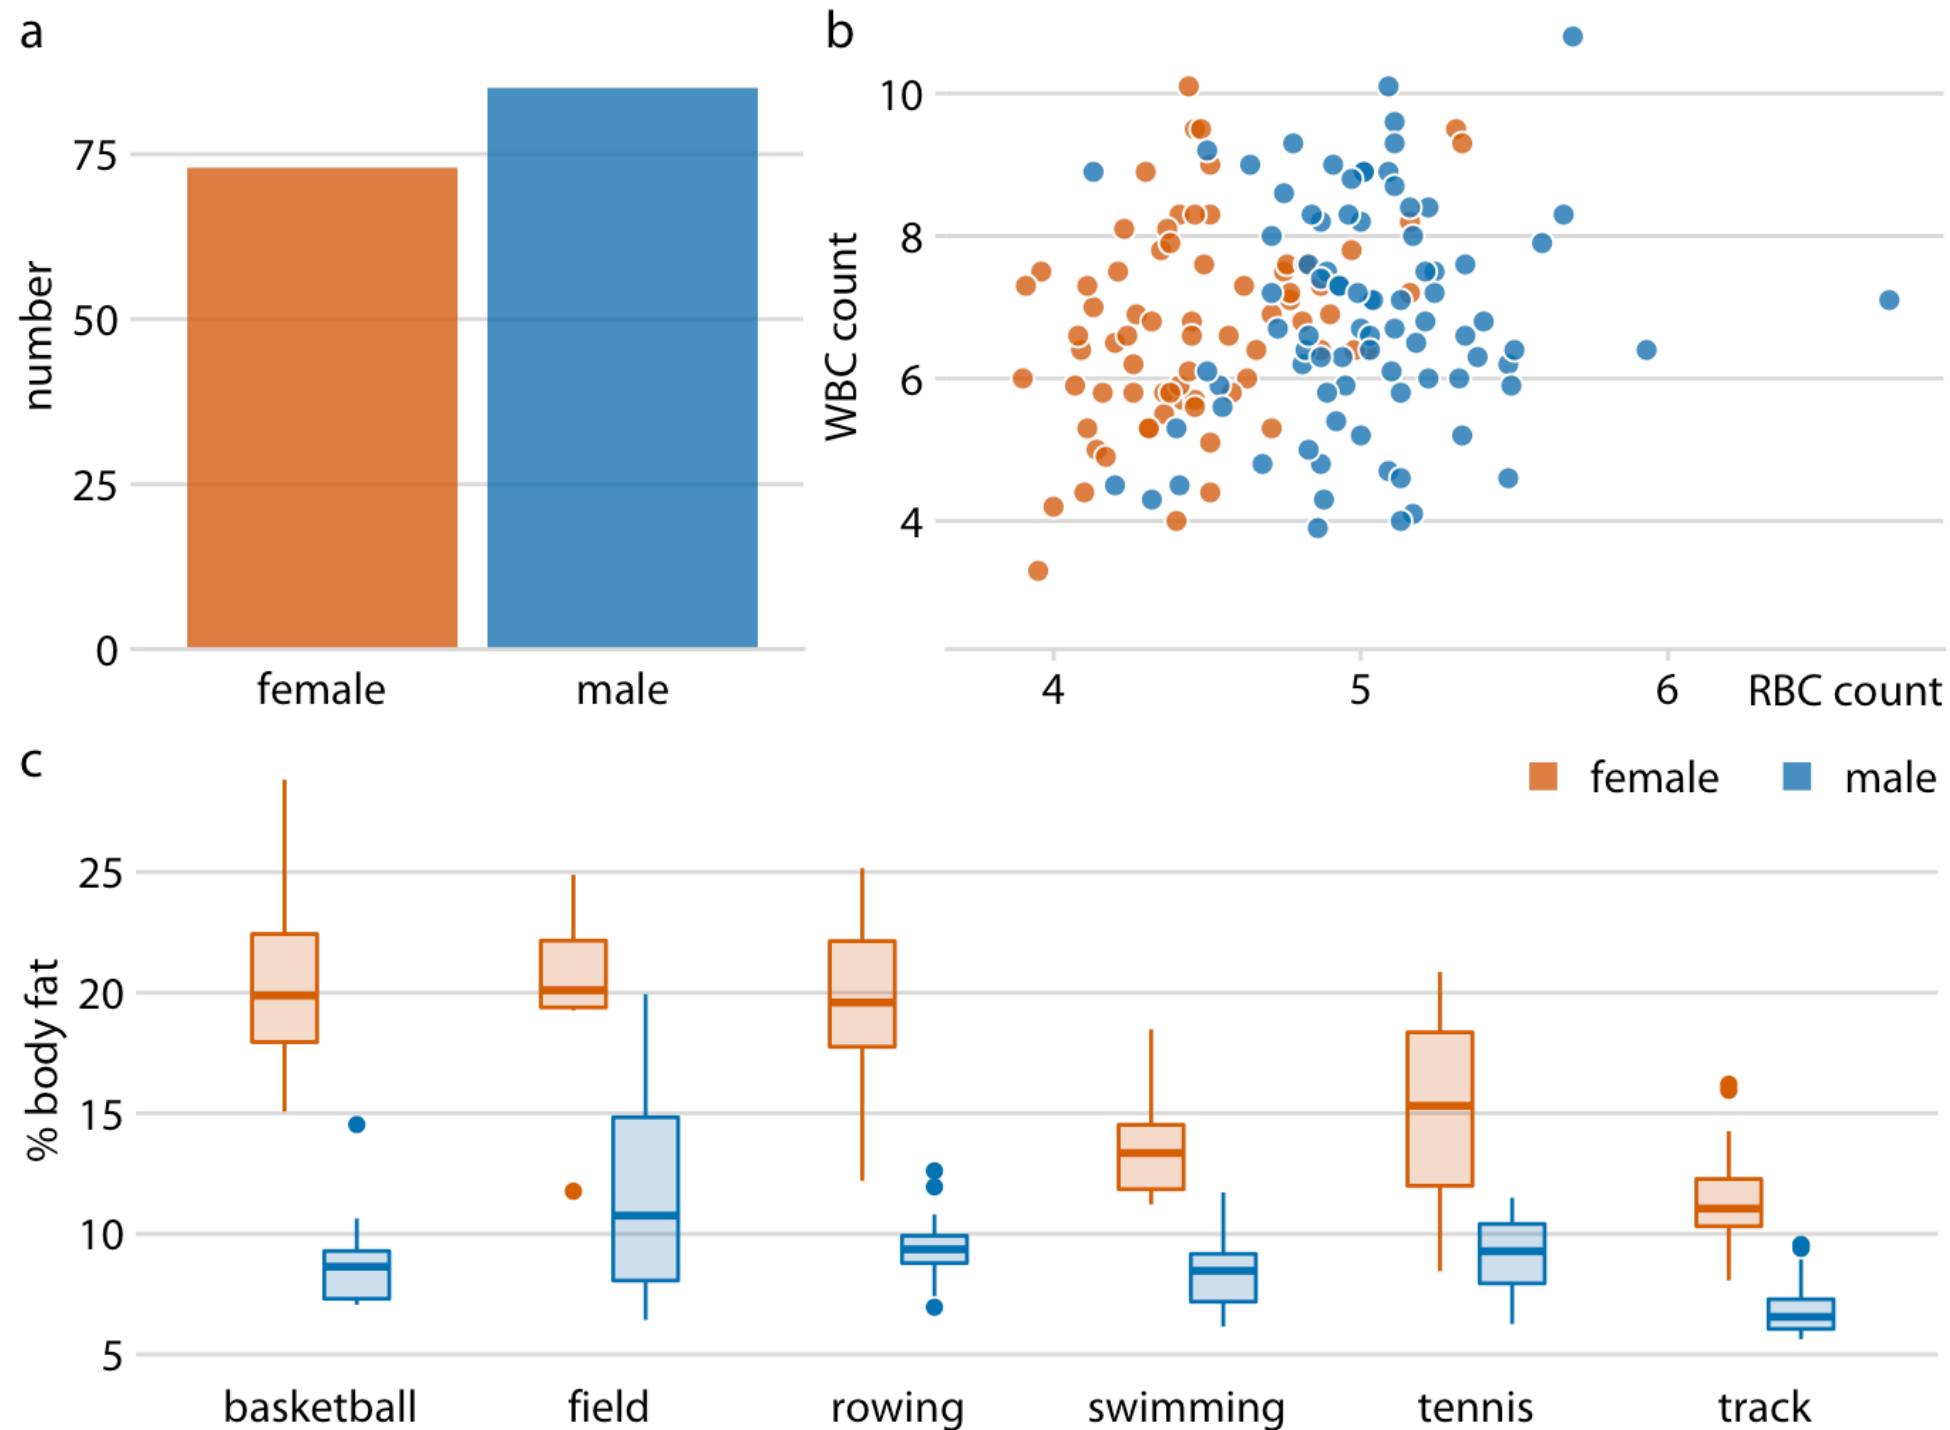 a
number
75
50
25
0
female male
b
WBC count
10
8
6
4
4 5 6 RBC count
c
female male
% body fat
25
20
15
10
5
basketball field rowing swimming tennis track